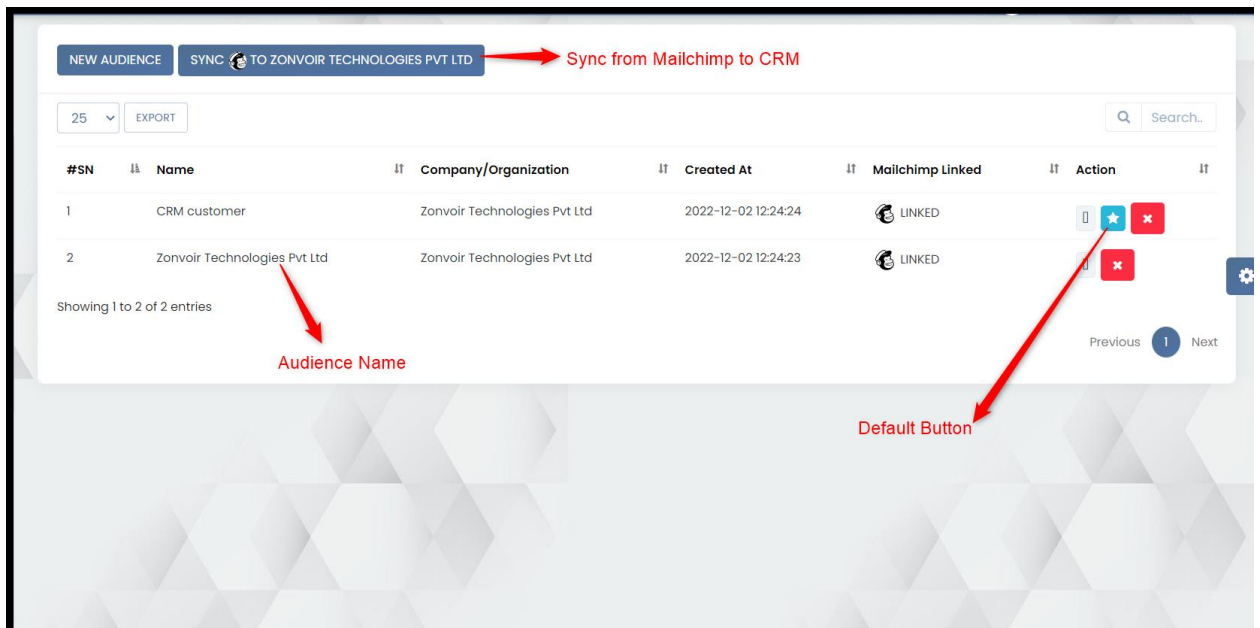 NEW AUDIENCE SYNC TO ZONVOIR TECHNOLOGIES PVT LTD Sync from Mailchimp to CRM
25 EXPORT Search..
#SN Name Company/Organization Created At Mailchimp Linked Action
1 CRM customer Zonvoir Technologies Pvt Ltd 2022-12-02 12:24:24 LINKED
2 Zonvoir Technologies Pvt Ltd Zonvoir Technologies Pvt Ltd 2022-12-02 12:24:23 LINKED
Showing 1 to 2 of 2 entries
Previous 1 Next
Audience Name
Default Button